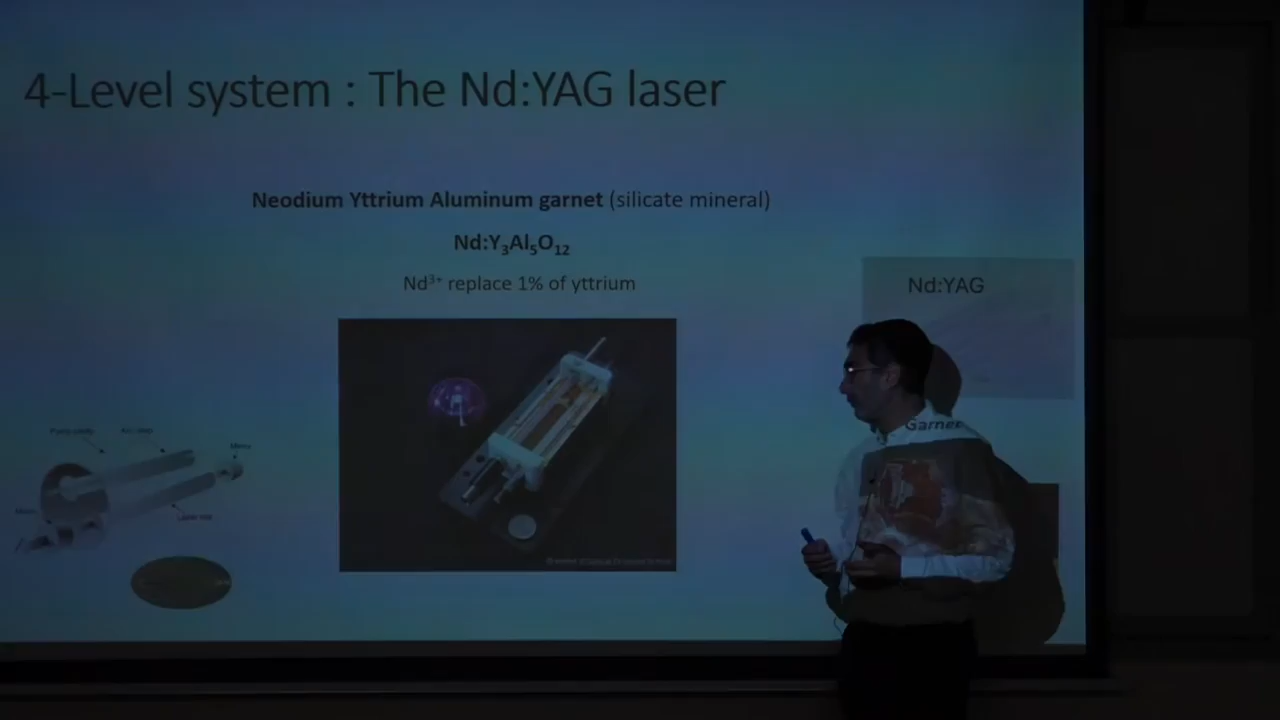 4-Level system : The Nd:YAG laser
Neodium Yttrium Aluminum garnet (silicate mineral)
Nd:Y₃Al₅O₁₂
Nd³⁺ replace 1% of yttrium
Nd:YAG
Garnet